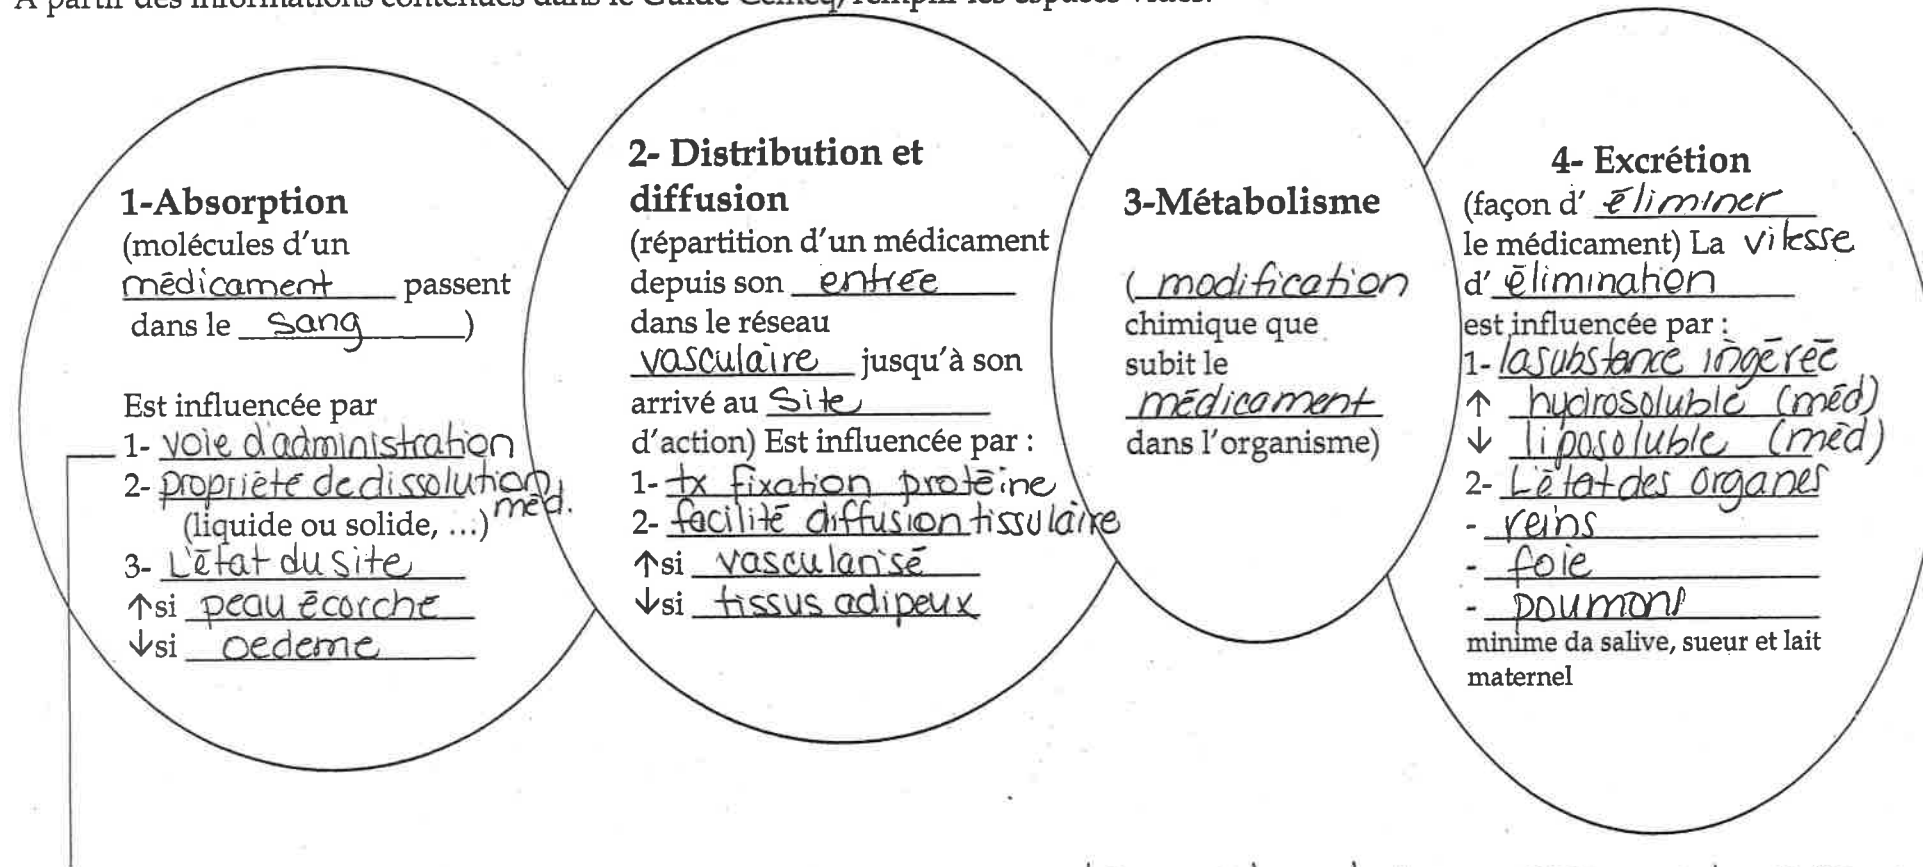 A partir des informations contenues dans le Guide Cemeq, remplir les espaces vides.
1-Absorption
(molécules d'un
médicament passent
dans le sang)
Est influencée par
1- voie d'administration
2- propriété de dissolution
méd.
(liquide ou solide, ...)
3- L'état du site
↑si peau écorché
↓si oedeme
2- Distribution et
diffusion
(répartition d'un médicament
depuis son entrée
dans le réseau
vasculaire jusqu'à son
arrivé au site
d'action) Est influencée par :
1- tx fixation protéine
2- facilité diffusion tissulaire
↑si vascularisé
↓si tissus adipeux
3-Métabolisme
(modification
chimique que
subit le
médicament
dans l'organisme)
4- Excrétion
(façon d' éliminer
le médicament) La vitesse
d' élimination
est influencée par :
1- la substance ingérée
↑ hydrosoluble (méd)
↓ liposoluble (méd)
2- L'état des organes
- reins
- foie
- poumons
minime da salive, sueur et lait
maternel